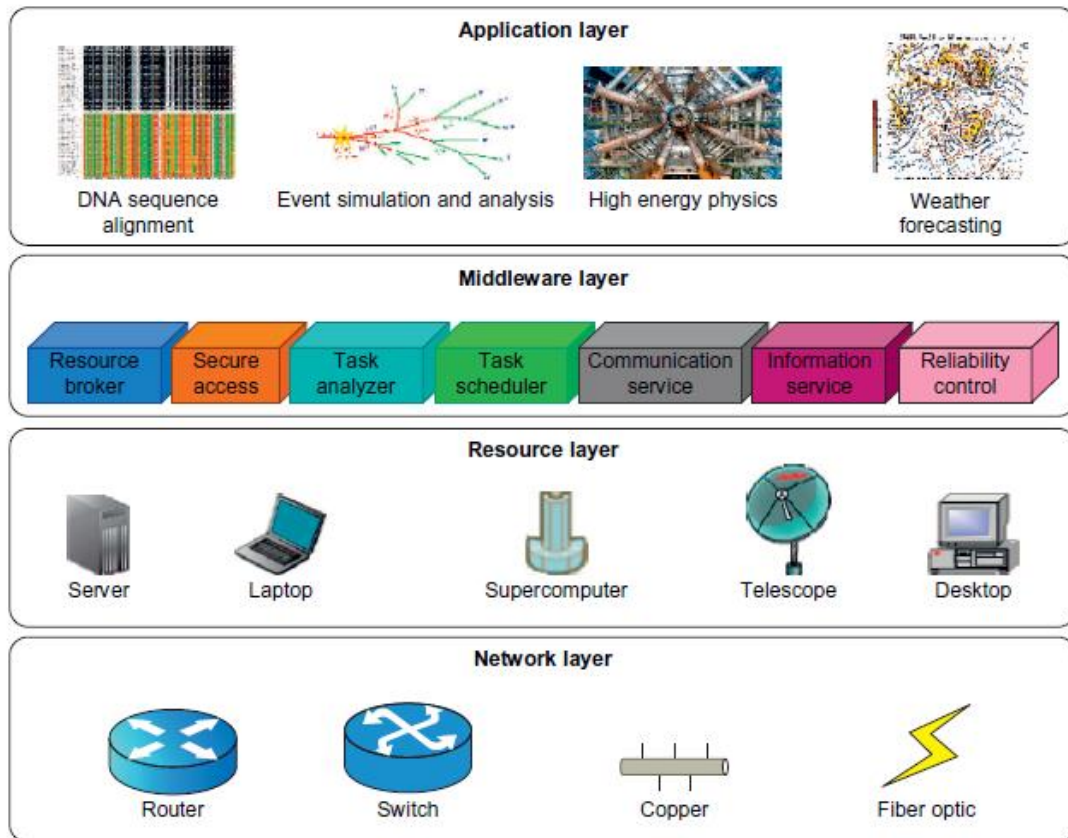 Application layer
DNA sequence
alignment
Event simulation and analysis
High energy physics
Weather
forecasting
Middleware layer
Resource
broker
Secure
access
Task
analyzer
Task
scheduler
Communication
service
Information
service
Reliability
control
Resource layer
Server
Laptop
Supercomputer
Telescope
Desktop
Network layer
Router
Switch
Copper
Fiber optic